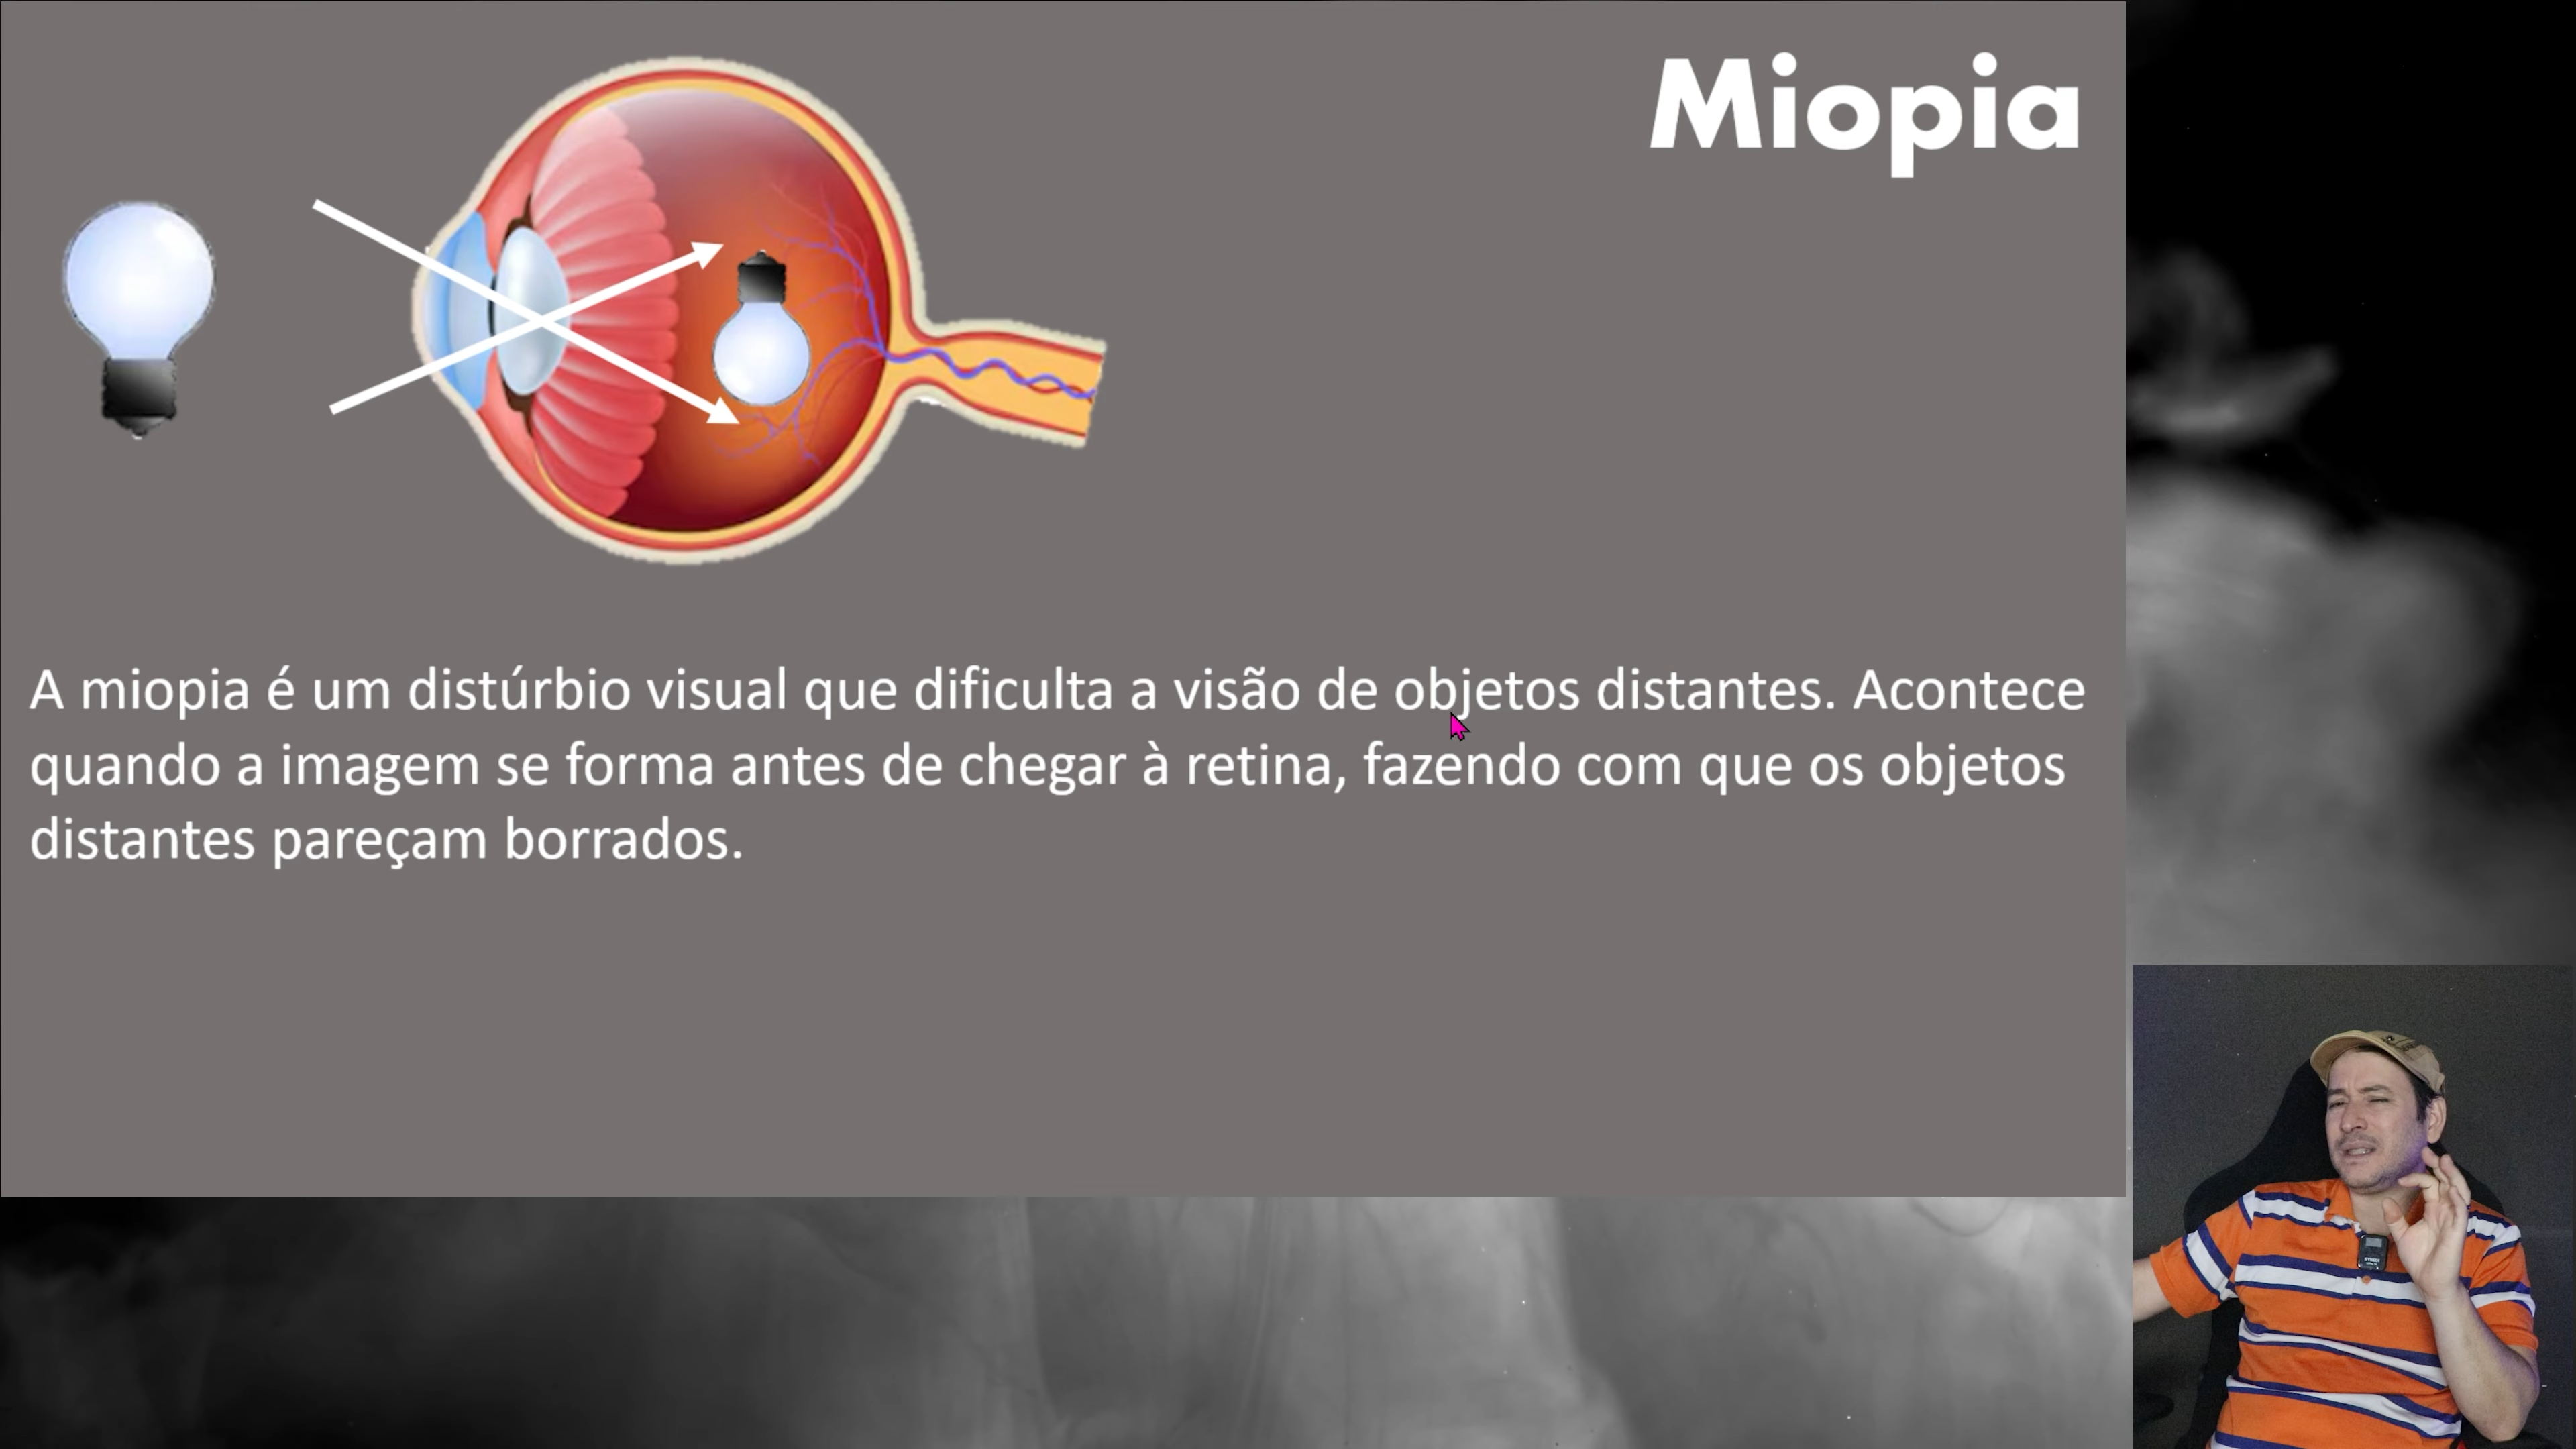 Miopia
A miopia é um distúrbio visual que dificulta a visão de objetos distantes. Acontece
quando a imagem se forma antes de chegar à retina, fazendo com que os objetos
distantes pareçam borrados.